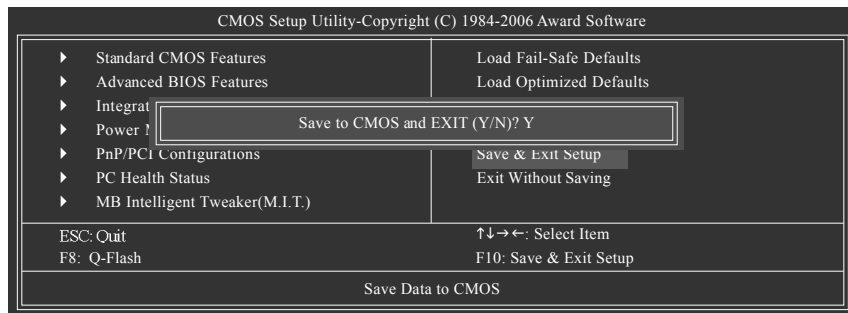 CMOS Setup Utility-Copyright (C) 1984-2006 Award Software
Standard CMOS Features
Advanced BIOS Features
Integrat
Power
PnP/PCI Configurations
PC Health Status
MB Intelligent Tweaker(M.I.T.)
Load Fail-Safe Defaults
Load Optimized Defaults
Save & Exit Setup
Exit Without Saving
Save to CMOS and EXIT (Y/N)? Y
ESC: Quit
F8: Q-Flash
↑↓→←: Select Item
F10: Save & Exit Setup
Save Data to CMOS